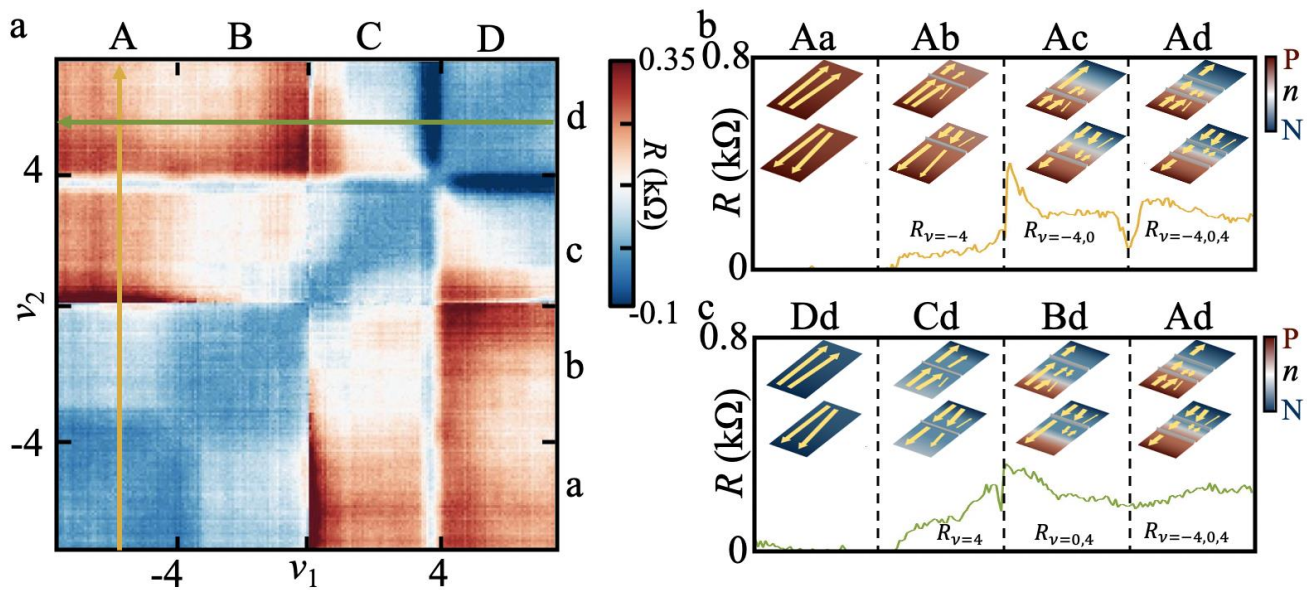 a
A B C D
d
c
b
a
4
-4
ν2
-4 ν1 4
0.35
R (kΩ)
-0.1
b
Aa Ab Ac Ad
0.8
R (kΩ)
0
Rν=−4 Rν=−4,0 Rν=−4,0,4
P
n
N
c
Dd Cd Bd Ad
0.8
R (kΩ)
0
Rν=4 Rν=0,4 Rν=−4,0,4
P
n
N